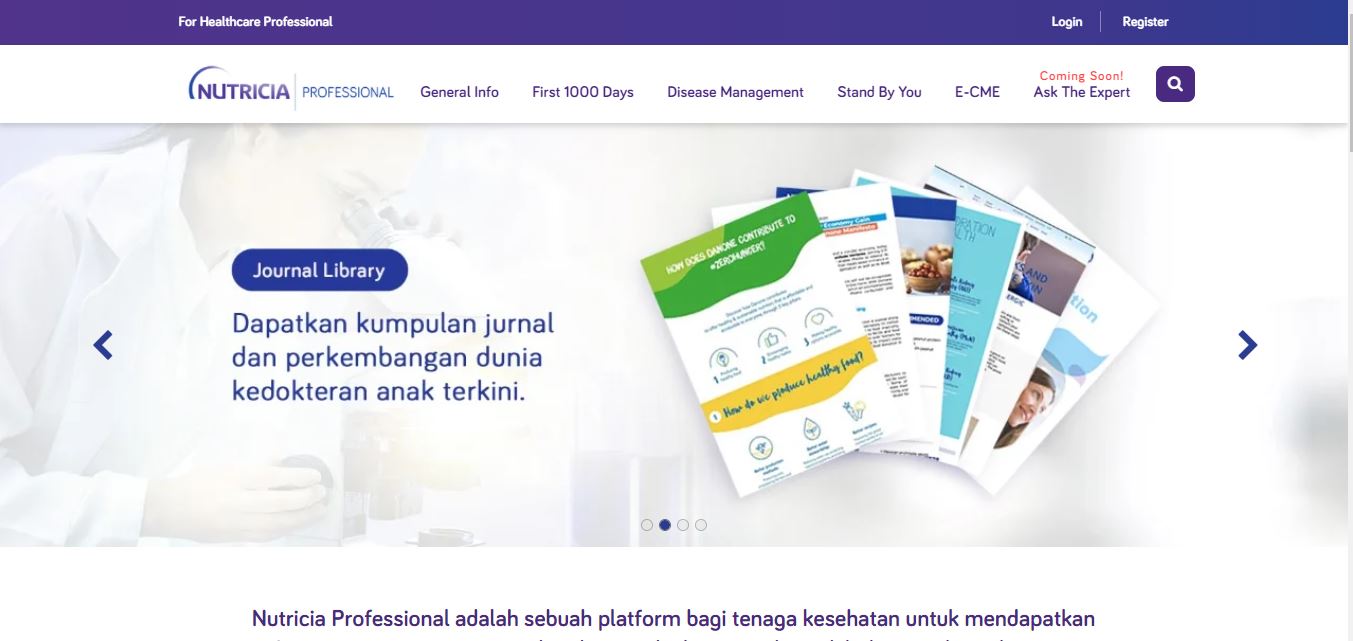 For Healthcare Professional
Login
Register
NUTRICIA PROFESSIONAL
General Info
First 1000 Days
Disease Management
Stand By You
E-CME
Coming Soon!
Ask The Expert
Journal Library
Dapatkan kumpulan jurnal
dan perkembangan dunia
kedokteran anak terkini.
HOW DOES DANONE CONTRIBUTE TO
#ZEROHUNGER?
Economy Gain
How do we produce healthy food?
Nutricia Professional adalah sebuah platform bagi tenaga kesehatan untuk mendapatkan